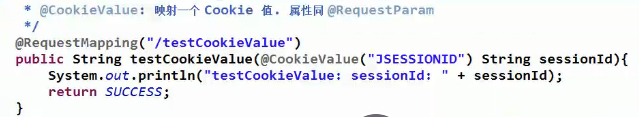 * @CookieValue: 映射一个 Cookie 值. 属性同 @RequestParam
*/
@RequestMapping("/testCookieValue")
public String testCookieValue(@CookieValue("JSESSIONID") String sessionId){
System.out.println("testCookieValue: sessionId: " + sessionId);
return SUCCESS;
}